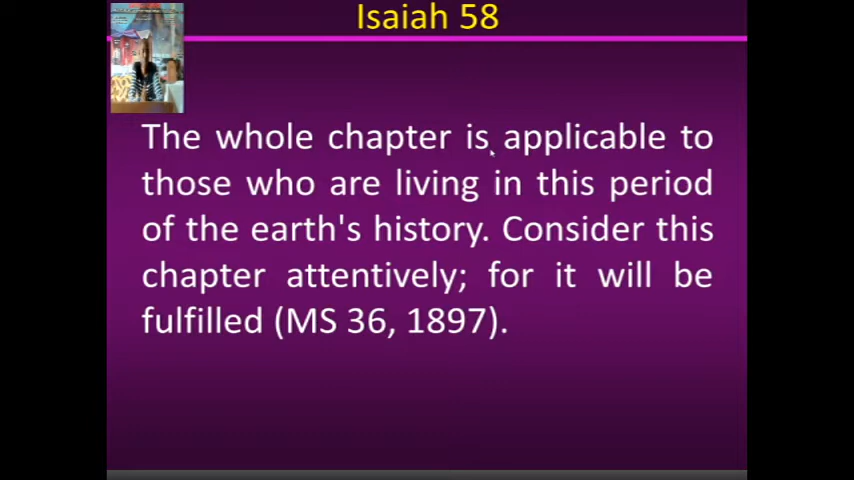 Isaiah 58
The whole chapter is applicable to
those who are living in this period
of the earth's history. Consider this
chapter attentively; for it will be
fulfilled (MS 36, 1897).